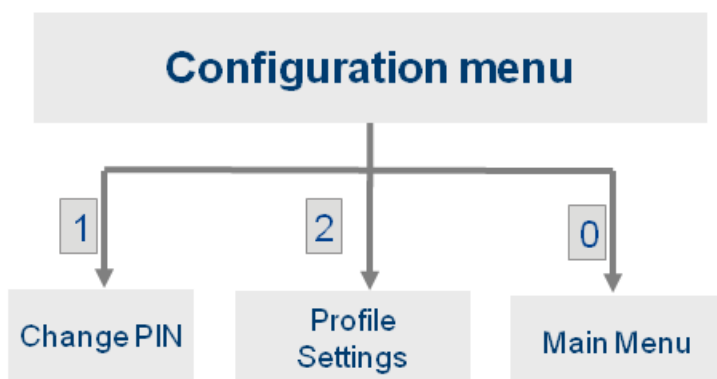 Configuration menu
1
2
0
Change PIN
Profile
Settings
Main Menu